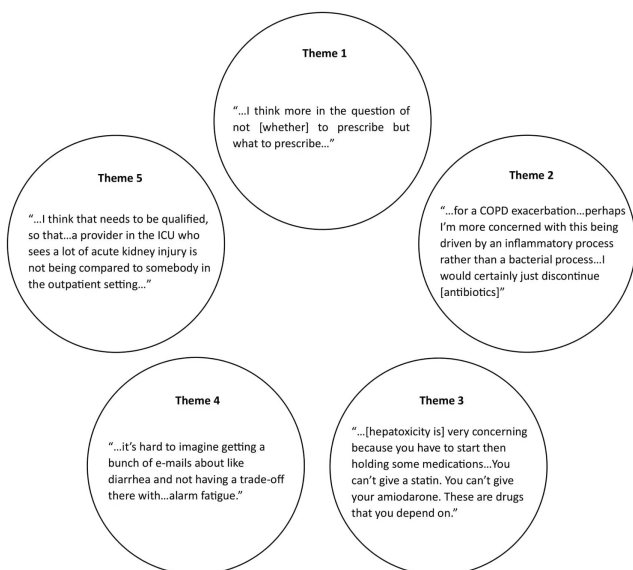 Theme 1
“...I think more in the question of
not [whether] to prescribe but
what to prescribe...”
Theme 2
“...for a COPD exacerbation...perhaps
I’m more concerned with this being
driven by an inflammatory process
rather than a bacterial process...I
would certainly just discontinue
[antibiotics]”
Theme 3
“...[hepatotoxicity is] very concerning
because you have to start then
holding some medications...You
can’t give a statin. You can’t give
your amiodarone. These are drugs
that you depend on.”
Theme 4
“...it’s hard to imagine getting a
bunch of e-mails about like
diarrhea and not having a trade-off
there with...alarm fatigue.”
Theme 5
“...I think that needs to be qualified,
so that...a provider in the ICU who
sees a lot of acute kidney injury is
not being compared to somebody in
the outpatient setting...”